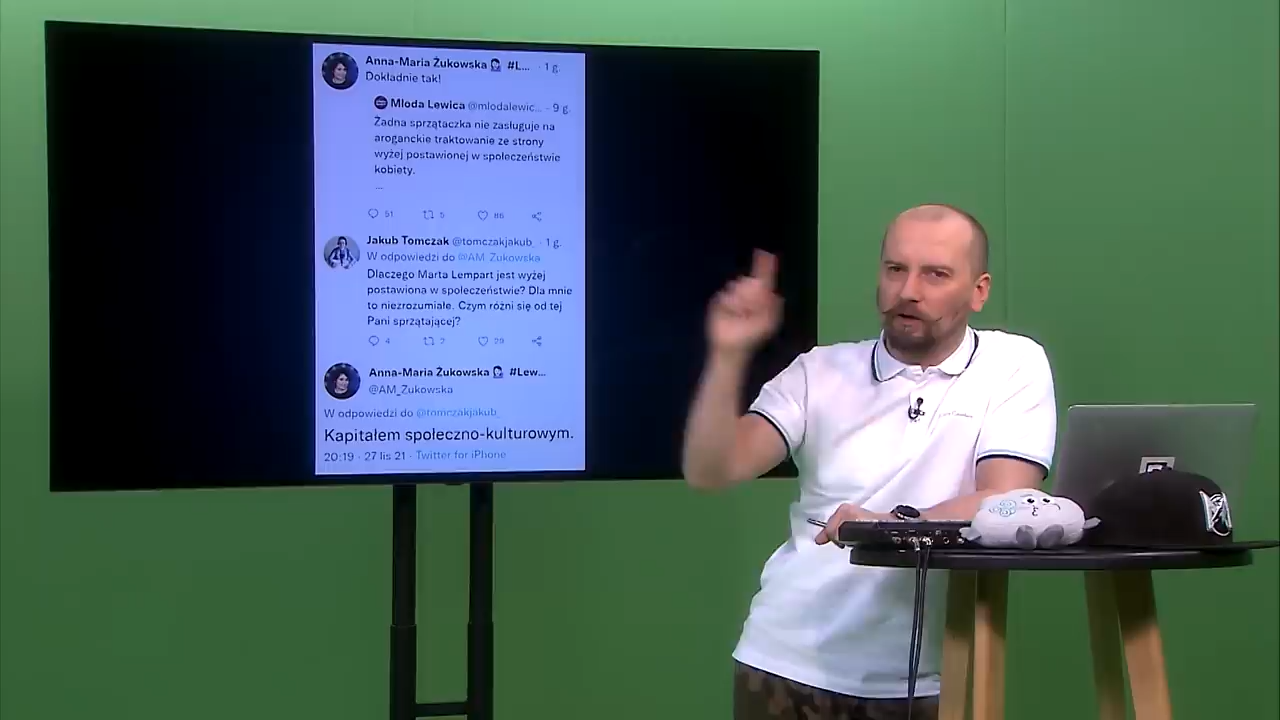 Anna-Maria Żukowska #L... · 1 g.
Dokładnie tak!
Młoda Lewica @mlodalewic... · 9 g.
Żadna sprzątaczka nie zasługuje na
aroganckie traktowanie ze strony
wyżej postawionej w społeczeństwie
kobiety.
...
51 5 86
Jakub Tomczak @tomczakjakub_ · 1 g.
W odpowiedzi do @AM_Zukowska
Dlaczego Marta Lempart jest wyżej
postawiona w społeczeństwie? Dla mnie
to niezrozumiałe. Czym różni się od tej
Pani sprzątającej?
4 2 29
Anna-Maria Żukowska #Lew...
@AM_Zukowska
W odpowiedzi do @tomczakjakub_
Kapitałem społeczno-kulturowym.
20:19 · 27 lis 21 · Twitter for iPhone